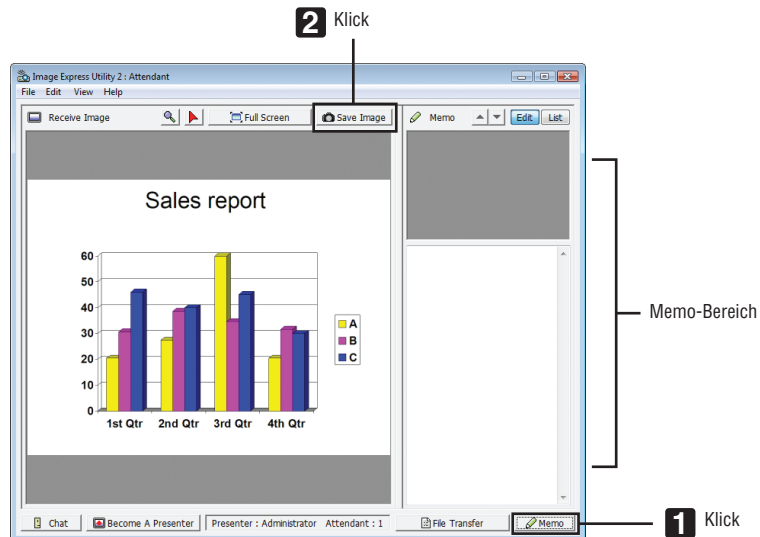 2 Klick
Image Express Utility 2 : Attendant
File Edit View Help
Receive Image Full Screen Save Image Memo Edit List
Sales report
60
50
40
30
20
10
0
A
B
C
1st Qtr 2nd Qtr 3rd Qtr 4th Qtr
Memo-Bereich
Chat Become A Presenter Presenter : Administrator Attendant : 1 File Transfer Memo
1 Klick